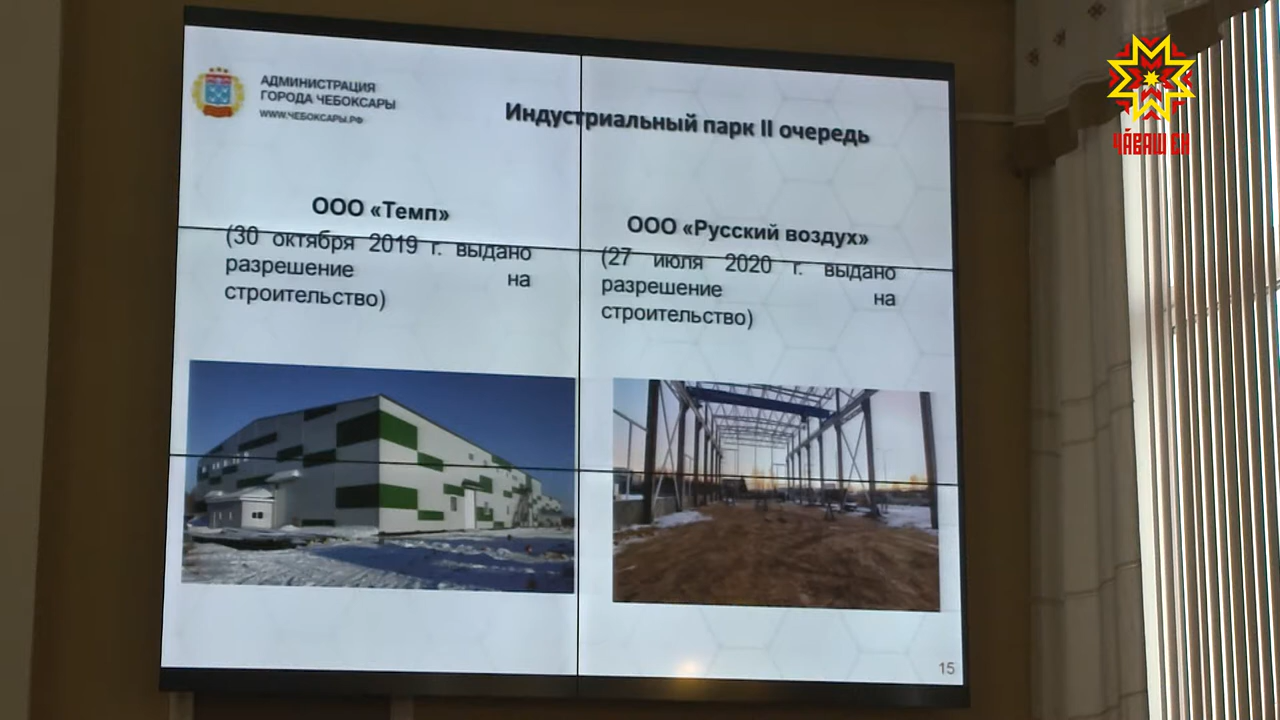 АДМИНИСТРАЦИЯ
ГОРОДА ЧЕБОКСАРЫ
WWW.ЧЕБОКСАРЫ.РФ
Индустриальный парк II очередь
ООО «Темп»
(30 октября 2019 г. выдано
разрешение на
строительство)
ООО «Русский воздух»
(27 июля 2020 г. выдано
разрешение на
строительство)
15
ЧӐВАШ ЕН